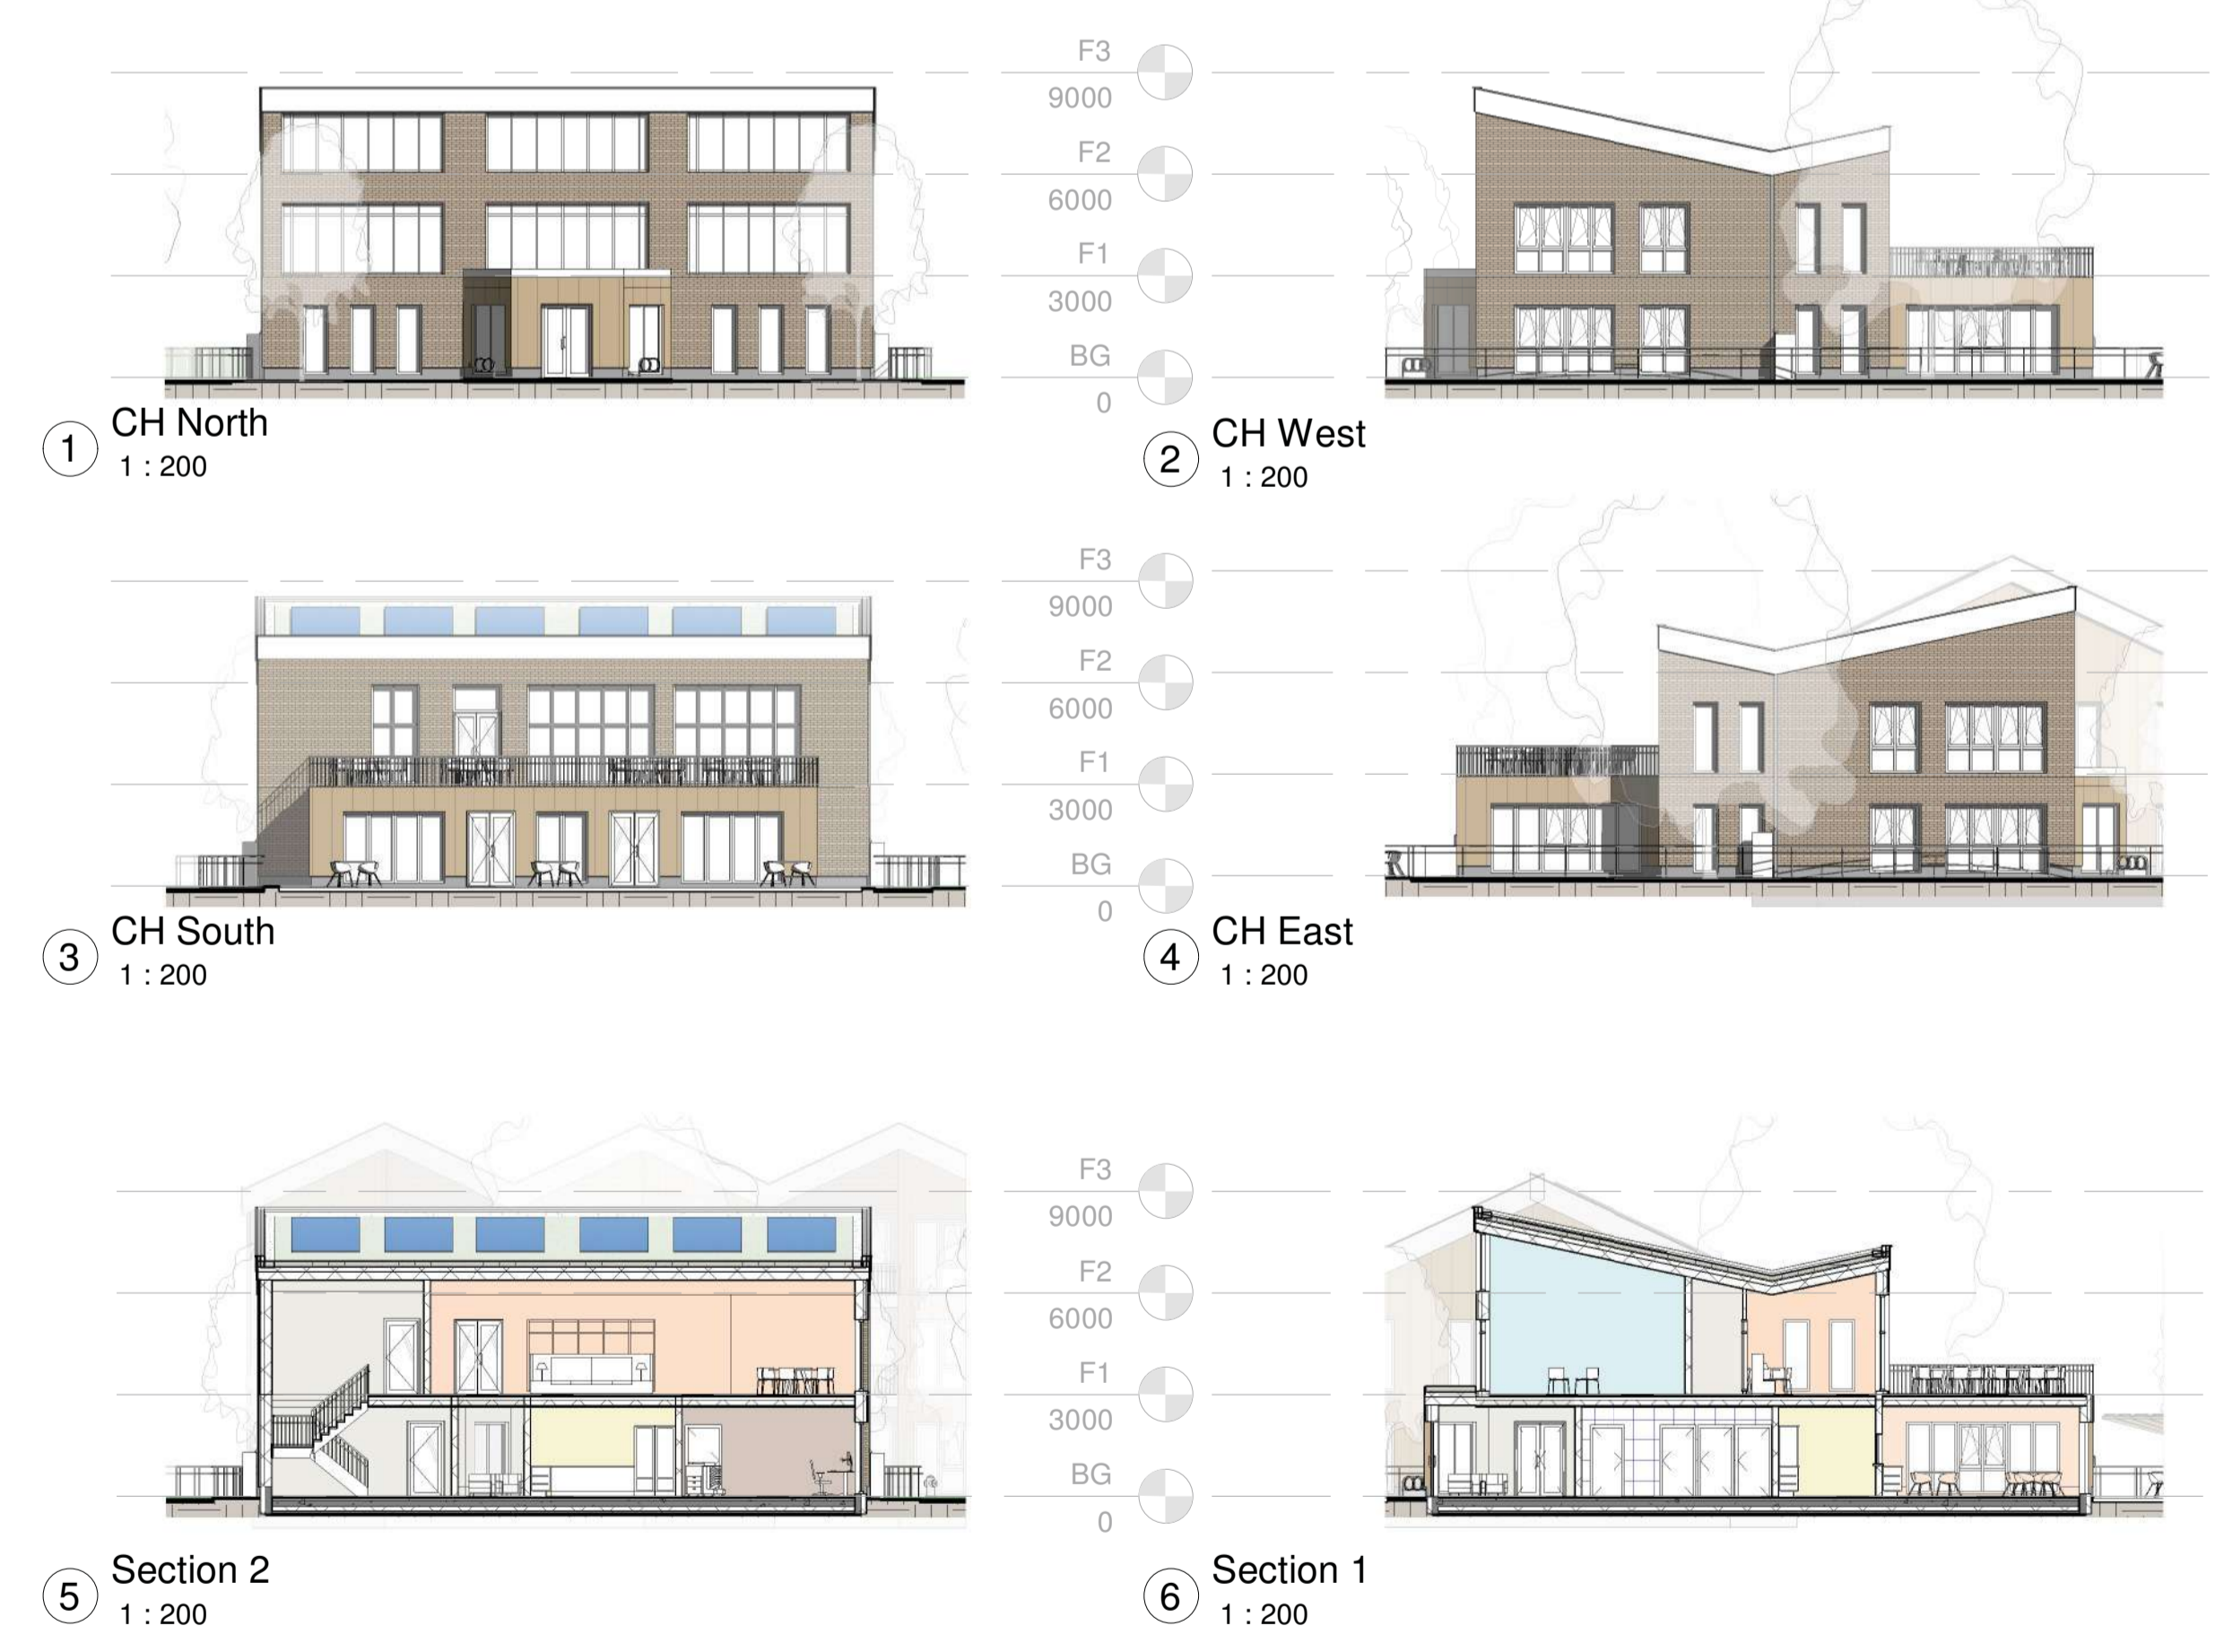 F3
9000
F2
6000
F1
3000
BG
0
1
CH North
1 : 200
2
CH West
1 : 200
F3
9000
F2
6000
F1
3000
BG
0
3
CH South
1 : 200
4
CH East
1 : 200
F3
9000
F2
6000
F1
3000
BG
0
5
Section 2
1 : 200
6
Section 1
1 : 200